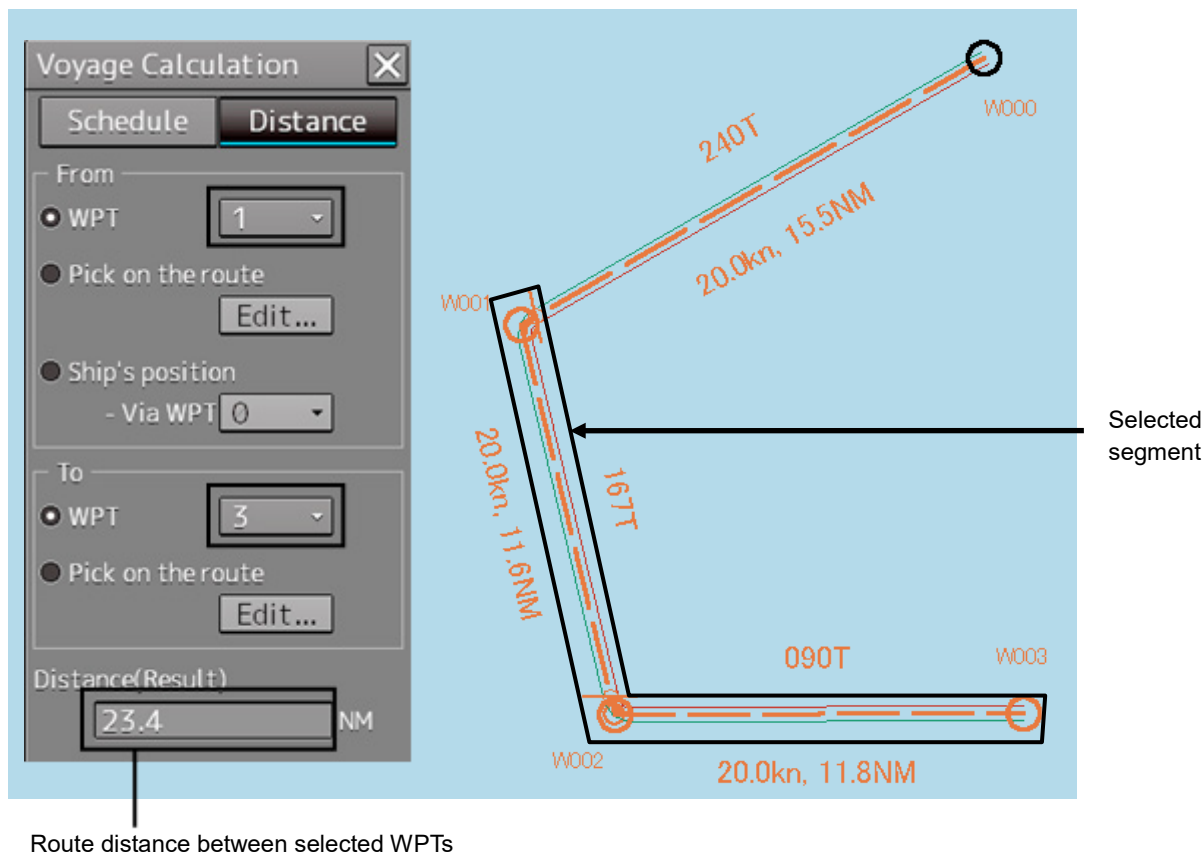 Voyage Calculation
Schedule Distance
From
WPT 1
Pick on the route
Edit...
Ship's position
- Via WPT 0
To
WPT 3
Pick on the route
Edit...
Distance(Result)
23.4 NM
Route distance between selected WPTs
W000
240T
20.0kn, 15.5NM
W001
167T
20.0kn, 11.6NM
Selected
segment
090T
W003
W002
20.0kn, 11.8NM